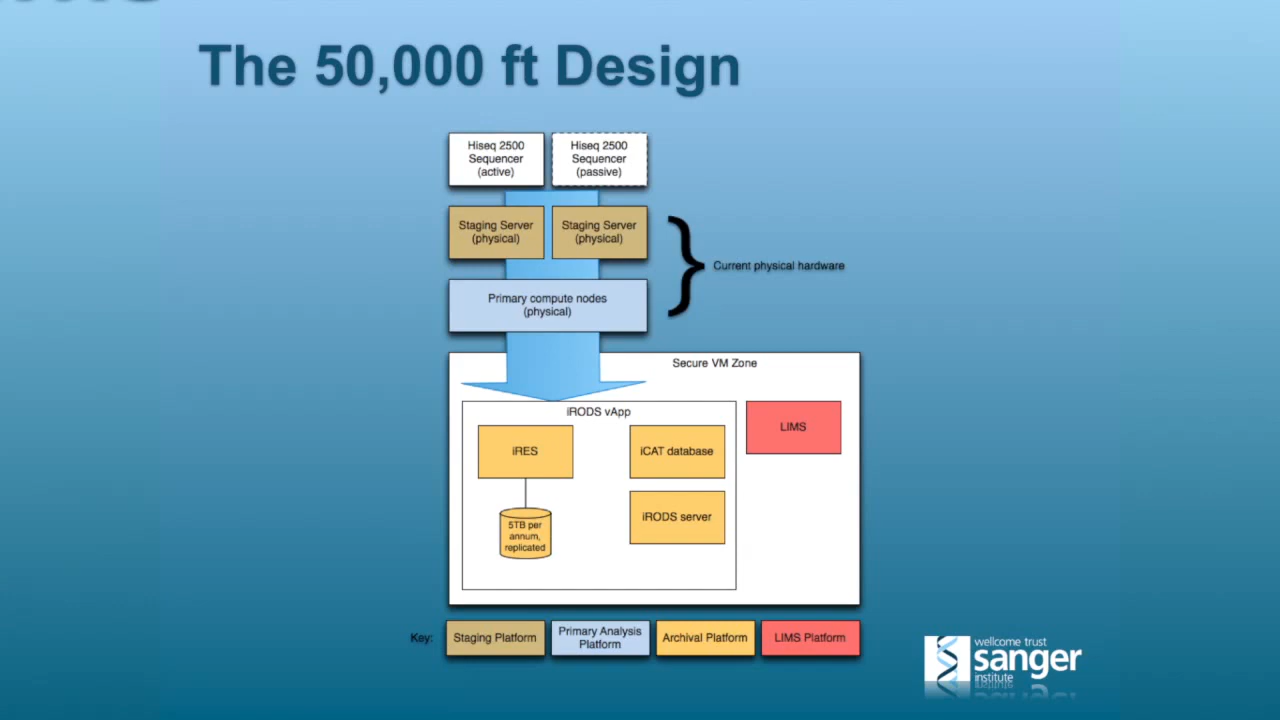 The 50,000 ft Design
Hiseq 2500
Sequencer
(active)
Hiseq 2500
Sequencer
(passive)
Staging Server
(physical)
Staging Server
(physical)
Current physical hardware
Primary compute nodes
(physical)
Secure VM Zone
iRODS vApp
LIMS
iRES
iCAT database
5TB per
annum,
replicated
iRODS server
Key:
Staging Platform
Primary Analysis
Platform
Archival Platform
LIMS Platform
wellcome trust
sanger
institute